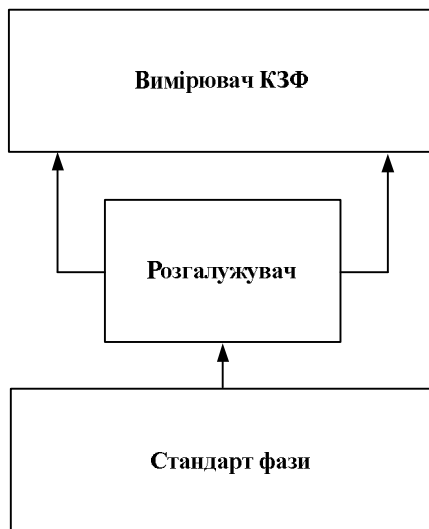 Вимірювач КЗФ
Розгалужувач
Стандарт фази